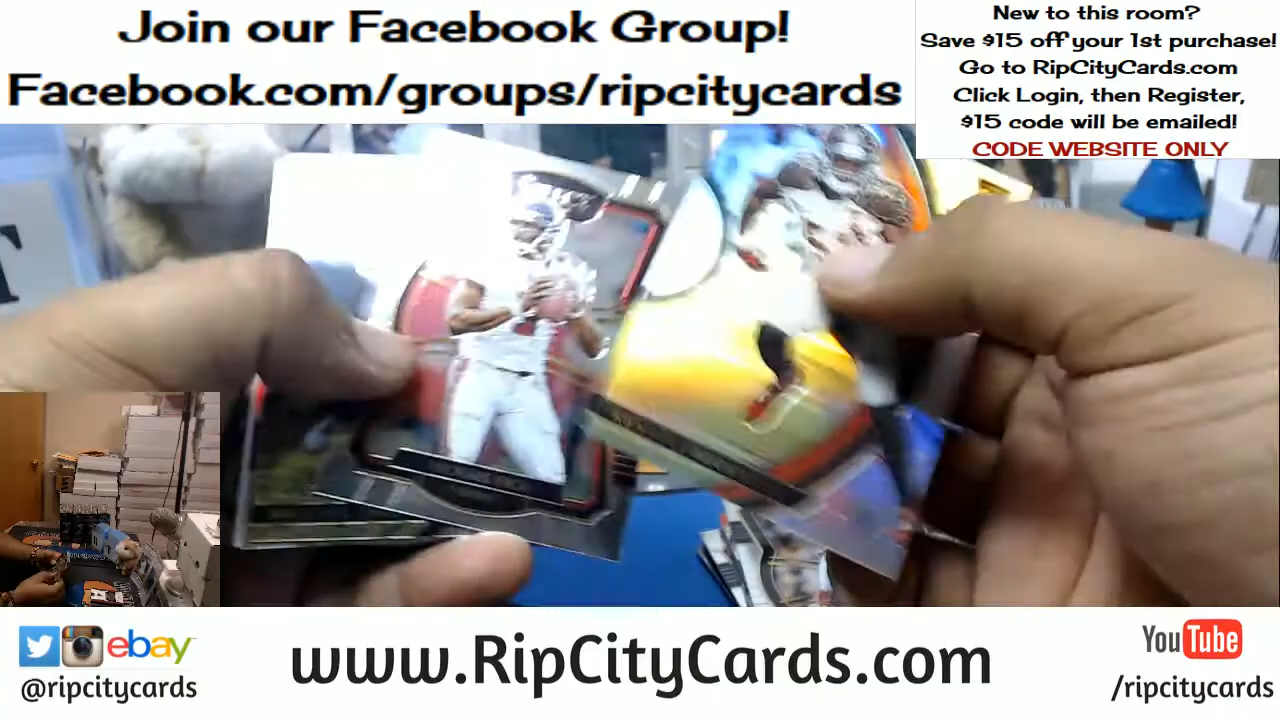 Join our Facebook Group!
Facebook.com/groups/ripcitycards
New to this room?
Save $15 off your 1st purchase!
Go to RipCityCards.com
Click Login, then Register,
$15 code will be emailed!
CODE WEBSITE ONLY
ebay
@ripcitycards
www.RipCityCards.com
YouTube
/ripcitycards